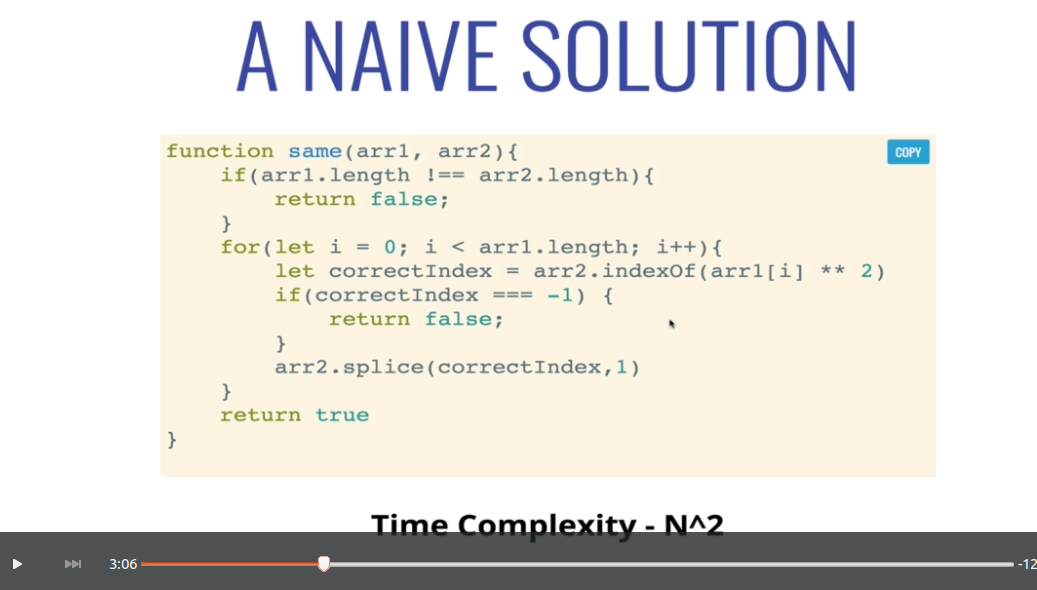 A NAIVE SOLUTION
COPY
function same(arr1, arr2){
    if(arr1.length !== arr2.length){
        return false;
    }
    for(let i = 0; i < arr1.length; i++){
        let correctIndex = arr2.indexOf(arr1[i] ** 2)
        if(correctIndex === -1) {
            return false;
        }
        arr2.splice(correctIndex,1)
    }
    return true
}
Time Complexity - N^2
3:06
-12